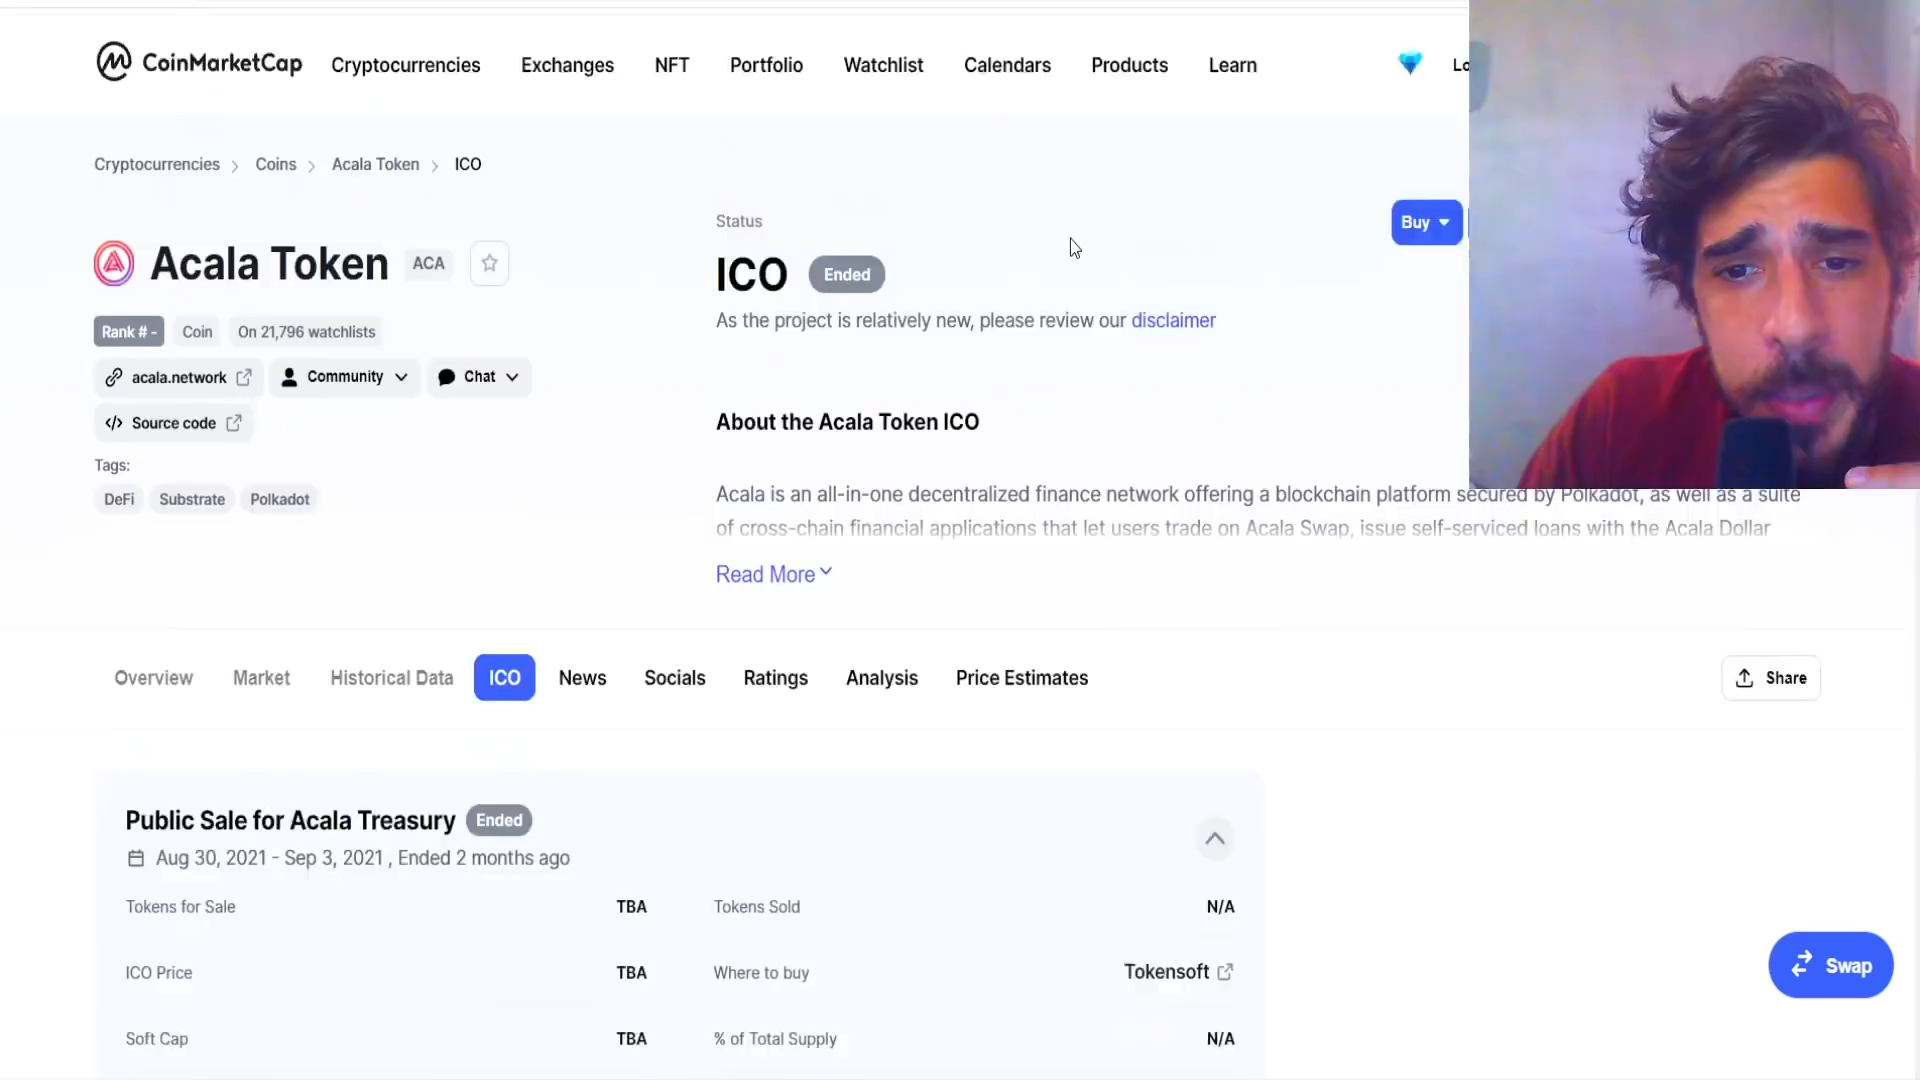 CoinMarketCap Cryptocurrencies Exchanges NFT Portfolio Watchlist Calendars Products Learn Lo
Cryptocurrencies > Coins > Acala Token > ICO
Acala Token ACA
Rank # - Coin On 21,796 watchlists
acala.network Community Chat
Source code
Tags:
DeFi Substrate Polkadot
Status
ICO Ended
Buy
As the project is relatively new, please review our disclaimer
About the Acala Token ICO
Acala is an all-in-one decentralized finance network offering a blockchain platform secured by Polkadot, as well as a suite
of cross-chain financial applications that let users trade on Acala Swap, issue self-serviced loans with the Acala Dollar
Read More
Overview Market Historical Data ICO News Socials Ratings Analysis Price Estimates Share
Public Sale for Acala Treasury Ended
Aug 30, 2021 - Sep 3, 2021 , Ended 2 months ago
Tokens for Sale TBA Tokens Sold N/A
ICO Price TBA Where to buy Tokensoft
Soft Cap TBA % of Total Supply N/A
Swap